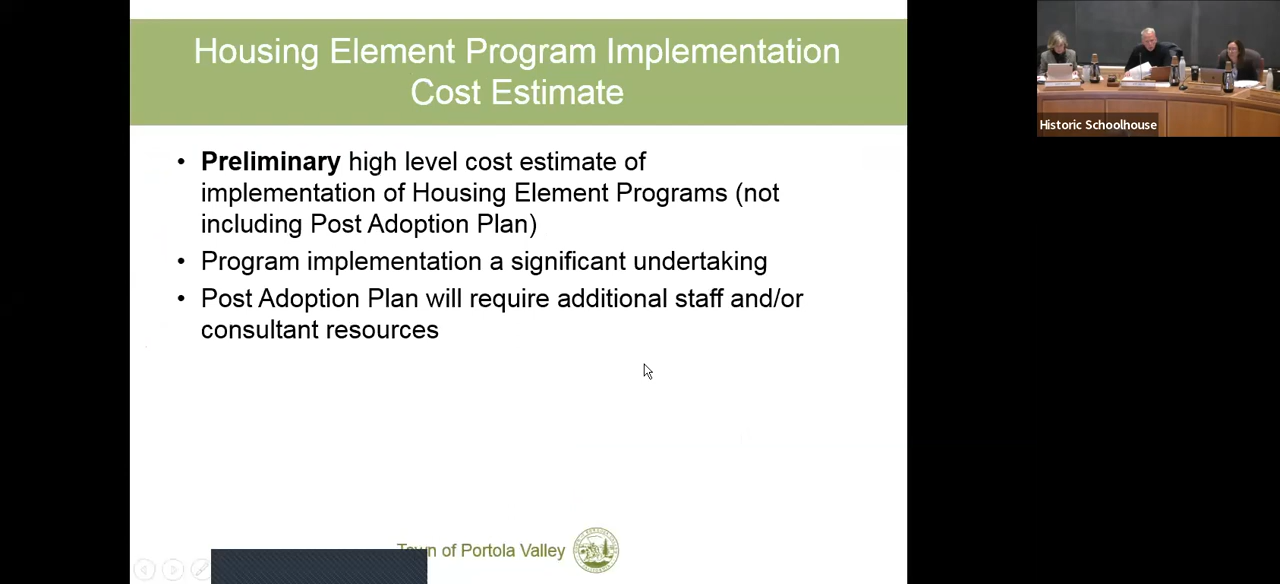 Housing Element Program Implementation
Cost Estimate
• Preliminary high level cost estimate of
implementation of Housing Element Programs (not
including Post Adoption Plan)
• Program implementation a significant undertaking
• Post Adoption Plan will require additional staff and/or
consultant resources
Town of Portola Valley
Historic Schoolhouse